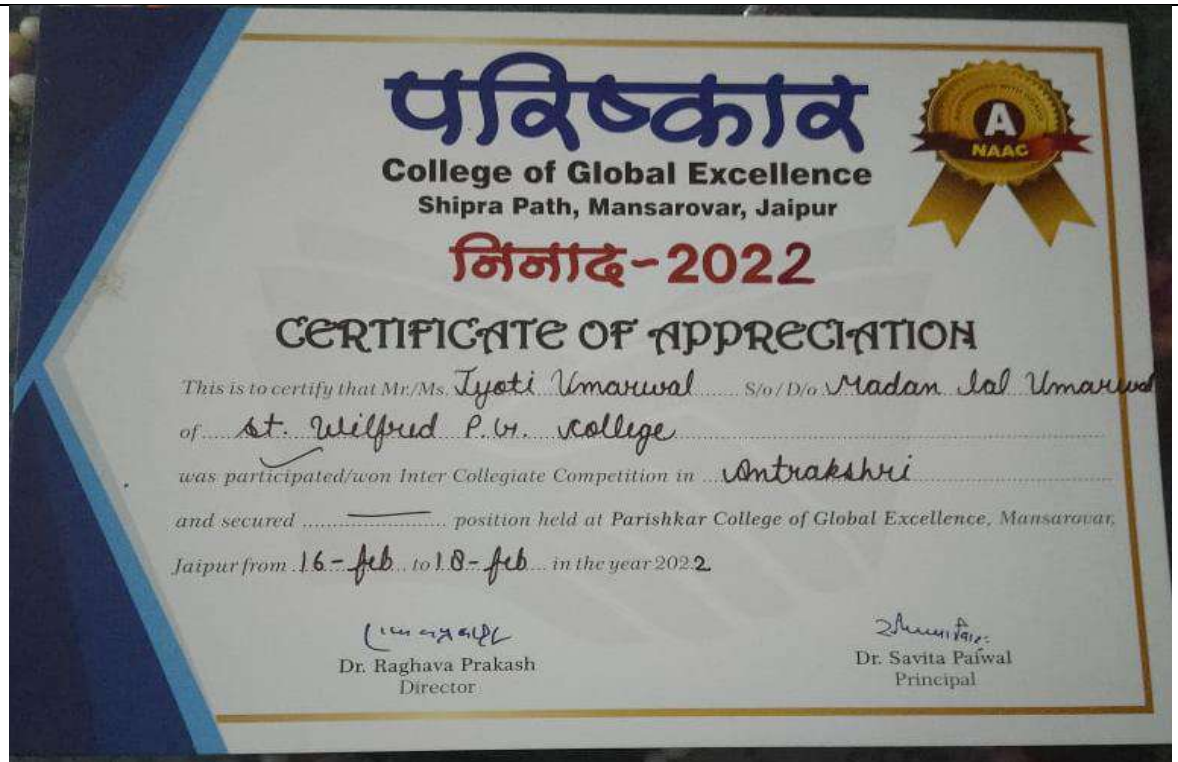 परिष्कार
College of Global Excellence
Shipra Path, Mansarovar, Jaipur
A
NAAC
निनाद-2022
CERTIFICATE OF APPRECIATION
This is to certify that Mr./Ms. Jyoti Umarwal S/o/D/o Madan lal Umarwal
of St. Wilfred P.G. College
was participated/won Inter Collegiate Competition in Antrakshri
and secured — position held at Parishkar College of Global Excellence, Mansarovar,
Jaipur from 16-feb to 18-feb in the year 2022
Dr. Raghava Prakash
Director
Dr. Savita Paiwal
Principal